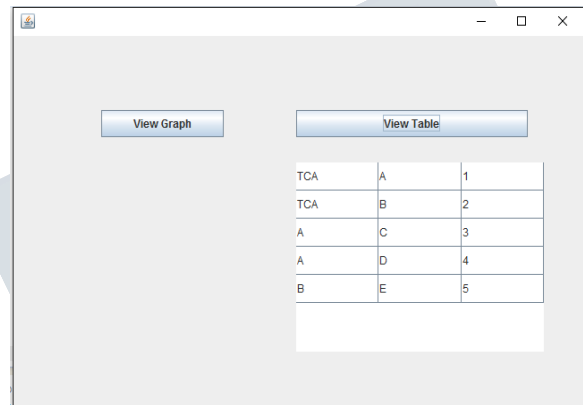 View Graph View Table
TCA A 1
TCA B 2
A C 3
A D 4
B E 5